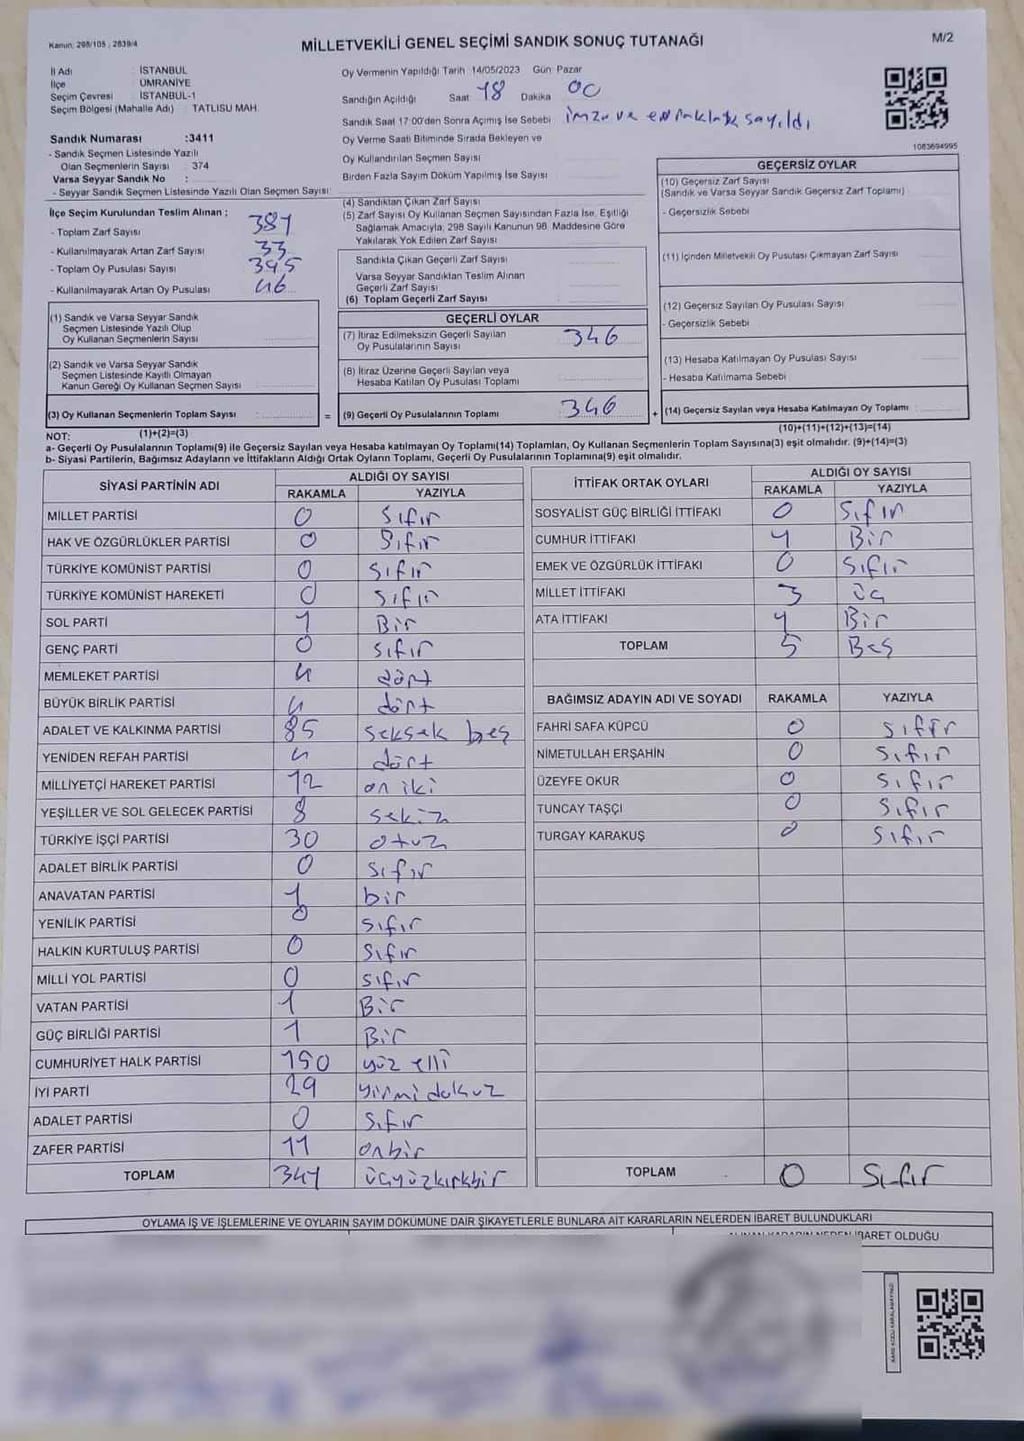 Kanun: 298/105 ; 2839/4
MİLLETVEKİLİ GENEL SEÇİMİ SANDIK SONUÇ TUTANAĞI
M/2
İl Adı : İSTANBUL
İlçe : ÜMRANİYE
Seçim Çevresi : İSTANBUL-1
Seçim Bölgesi (Mahalle Adı) : TATLISU MAH.
Oy Vermenin Yapıldığı Tarih 14/05/2023 Gün Pazar
Sandığın Açıldığı Saat 18 Dakika 00
Sandık Saat 17:00'den Sonra Açımış İse Sebebi imza ve evraklar sayıldı
1083694995
Sandık Numarası :3411
- Sandık Seçmen Listesinde Yazılı
Olan Seçmenlerin Sayısı : 374
Varsa Seyyar Sandık No :
- Seyyar Sandık Seçmen Listesinde Yazılı Olan Seçmen Sayısı:
Oy Verme Saati Bitiminde Sırada Bekleyen ve
Oy Kullandırılan Seçmen Sayısı
Birden Fazla Sayım Döküm Yapılmış İse Sayısı
İlçe Seçim Kurulundan Teslim Alınan :
- Toplam Zarf Sayısı 381
- Kullanılmayarak Artan Zarf Sayısı 33
- Toplam Oy Pusulası Sayısı 395
- Kullanılmayarak Artan Oy Pusulası 46
(1) Sandık ve Varsa Seyyar Sandık
Seçmen Listesinde Yazılı Olup
Oy Kullanan Seçmenlerin Sayısı
(2) Sandık ve Varsa Seyyar Sandık
Seçmen Listesinde Kayıtlı Olmayan
Kanun Gereği Oy Kullanan Seçmen Sayısı
(3) Oy Kullanan Seçmenlerin Toplam Sayısı
(1)+(2)=(3)
(4) Sandıktan Çıkan Zarf Sayısı
(5) Zarf Sayısı Oy Kullanan Seçmen Sayısından Fazla İse, Eşitliği
Sağlamak Amacıyla; 298 Sayılı Kanunun 98. Maddesine Göre
Yakılarak Yok Edilen Zarf Sayısı
Sandıkta Çıkan Geçerli Zarf Sayısı
Varsa Seyyar Sandıktan Teslim Alınan
Geçerli Zarf Sayısı
(6) Toplam Geçerli Zarf Sayısı
GEÇERLİ OYLAR
(7) İtiraz Edilmeksizin Geçerli Sayılan
Oy Pusulalarının Sayısı 346
(8) İtiraz Üzerine Geçerli Sayılan veya
Hesaba Katılan Oy Pusulası Toplamı
= (9) Geçerli Oy Pusulalarının Toplamı 346 +
GEÇERSİZ OYLAR
(10) Geçersiz Zarf Sayısı
(Sandık ve Varsa Seyyar Sandık Geçersiz Zarf Toplamı)
- Geçersizlik Sebebi
(11) İçinden Milletvekili Oy Pusulası Çıkmayan Zarf Sayısı
(12) Geçersiz Sayılan Oy Pusulası Sayısı
- Geçersizlik Sebebi
(13) Hesaba Katılmayan Oy Pusulası Sayısı
- Hesaba Katılmama Sebebi
(14) Geçersiz Sayılan veya Hesaba Katılmayan Oy Toplamı
(10)+(11)+(12)+(13)=(14)
NOT:
a- Geçerli Oy Pusulalarının Toplamı(9) ile Geçersiz Sayılan veya Hesaba katılmayan Oy Toplamı(14) Toplamları, Oy Kullanan Seçmenlerin Toplam Sayısına(3) eşit olmalıdır. (9)+(14)=(3)
b- Siyasi Partilerin, Bağımsız Adayların ve İttifakların Aldığı Ortak Oyların Toplamı, Geçerli Oy Pusulalarının Toplamına(9) eşit olmalıdır.
SİYASİ PARTİNİN ADI ALDIĞI OY SAYISI
RAKAMLA YAZIYLA
MİLLET PARTİSİ 0 Sıfır
HAK VE ÖZGÜRLÜKLER PARTİSİ 0 Sıfır
TÜRKİYE KOMÜNİST PARTİSİ 0 Sıfır
TÜRKİYE KOMÜNİST HAREKETİ 0 Sıfır
SOL PARTİ 1 Bir
GENÇ PARTİ 0 Sıfır
MEMLEKET PARTİSİ 4 dört
BÜYÜK BİRLİK PARTİSİ 4 dört
ADALET VE KALKINMA PARTİSİ 85 seksek beş
YENİDEN REFAH PARTİSİ 4 dört
MİLLİYETÇİ HAREKET PARTİSİ 12 on iki
YEŞİLLER VE SOL GELECEK PARTİSİ 8 sekiz
TÜRKİYE İŞÇİ PARTİSİ 30 otuz
ADALET BİRLİK PARTİSİ 0 sıfır
ANAVATAN PARTİSİ 1 bir
YENİLİK PARTİSİ 0 sıfır
HALKIN KURTULUŞ PARTİSİ 0 Sıfır
MİLLİ YOL PARTİSİ 0 sıfır
VATAN PARTİSİ 1 Bir
GÜÇ BİRLİĞİ PARTİSİ 1 Bir
CUMHURİYET HALK PARTİSİ 150 yüz elli
İYİ PARTİ 29 yirmi dokuz
ADALET PARTİSİ 0 Sıfır
ZAFER PARTİSİ 11 onbir
TOPLAM 341 üçyüzkırkbir
İTTİFAK ORTAK OYLARI ALDIĞI OY SAYISI
RAKAMLA YAZIYLA
SOSYALİST GÜÇ BİRLİĞİ İTTİFAKI 0 Sıfır
CUMHUR İTTİFAKI 1 Bir
EMEK VE ÖZGÜRLÜK İTTİFAKI 0 Sıfır
MİLLET İTTİFAKI 3 üç
ATA İTTİFAKI 1 Bir
TOPLAM 5 Beş
BAĞIMSIZ ADAYIN ADI VE SOYADI RAKAMLA YAZIYLA
FAHRİ SAFA KÜPCÜ 0 sıfır
NİMETULLAH ERŞAHİN 0 Sıfır
ÜZEYFE OKUR 0 Sıfır
TUNCAY TAŞÇI 0 Sıfır
TURGAY KARAKUŞ 0 Sıfır
TOPLAM 0 Sıfır
OYLAMA İŞ VE İŞLEMLERİNE VE OYLARIN SAYIM DÖKÜMÜNE DAİR ŞİKAYETLERLE BUNLARA AİT KARARLARIN NELERDEN İBARET BULUNDUKLARI
ALINAN KARARIN NEDEN İBARET OLDUĞU
KARE KODU KARALAMAYINIZ!